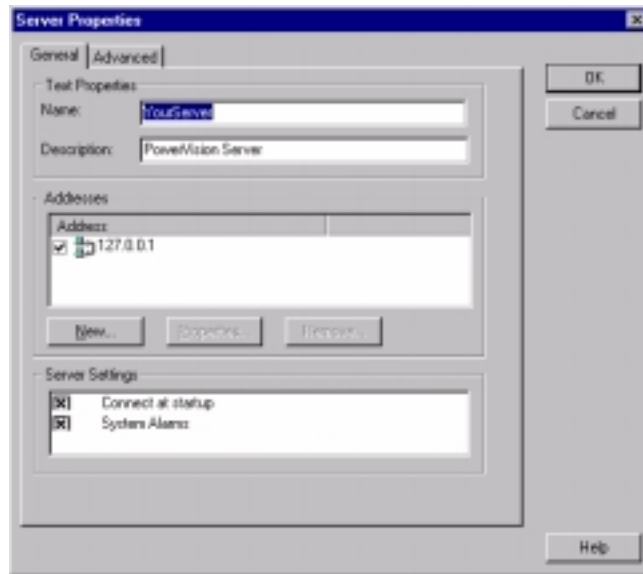 Server Properties
General Advanced
OK
Text Properties
Name: YourServer
Cancel
Description: PowerVision Server
Addresses
Address
127.0.0.1
New... Properties... Remove...
Server Settings
[X] Connect at startup
[X] System Alarms
Help